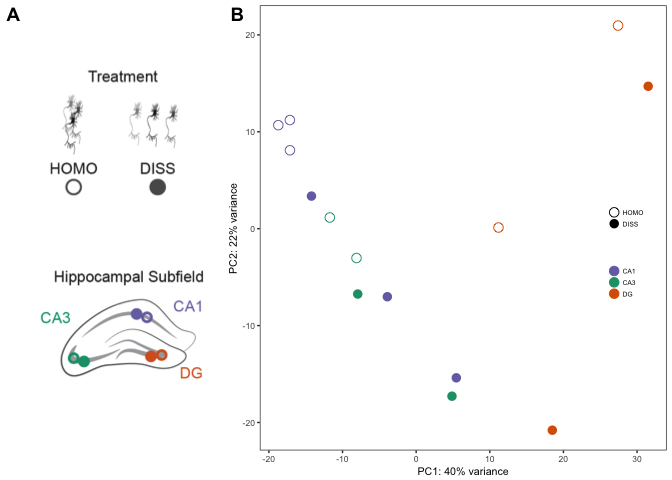 A
Treatment
HOMO
DISS
Hippocampal Subfield
CA3
CA1
DG
B
PC2: 22% variance
20
10
0
-10
-20
-20
-10
0
10
20
30
PC1: 40% variance
HOMO
DISS
CA1
CA3
DG